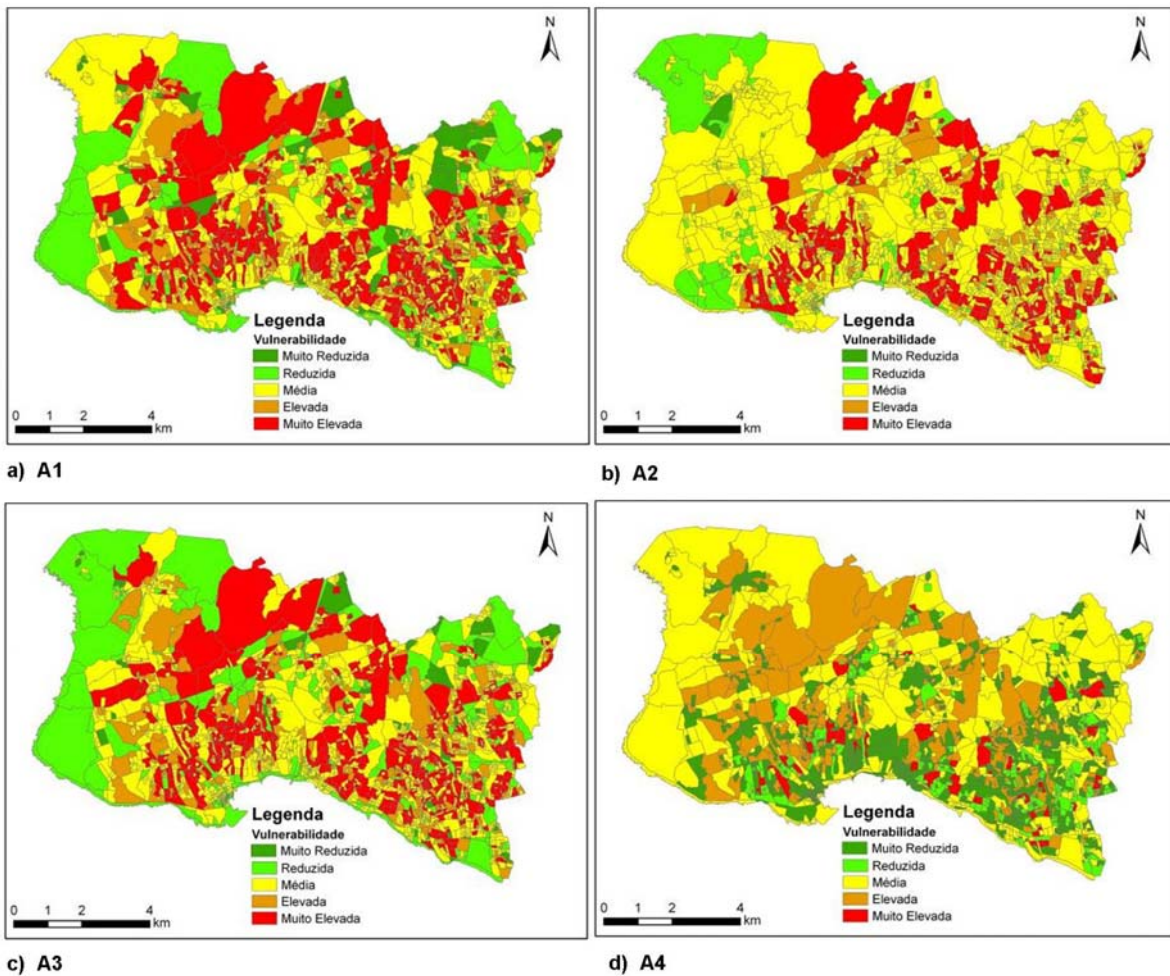 N
Legenda
Vulnerabilidade
Muito Reduzida
Reduzida
Média
Elevada
Muito Elevada
0 1 2 4
km
a) A1
N
Legenda
Vulnerabilidade
Muito Reduzida
Reduzida
Média
Elevada
Muito Elevada
0 1 2 4
km
b) A2
N
Legenda
Vulnerabilidade
Muito Reduzida
Reduzida
Média
Elevada
Muito Elevada
0 1 2 4
km
c) A3
N
Legenda
Vulnerabilidade
Muito Reduzida
Reduzida
Média
Elevada
Muito Elevada
0 1 2 4
km
d) A4